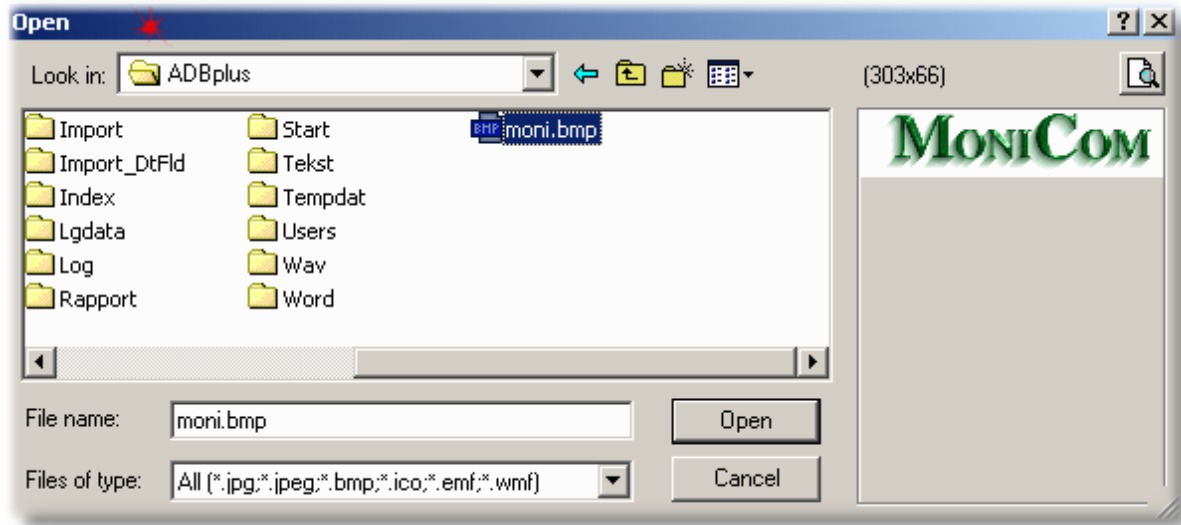 Open
Look in: ADBplus (303x66)
Import Start moni.bmp
Import_DtFld Tekst
Index Tempdat
Lgdata Users
Log Wav
Rapport Word
MONICOM
File name: moni.bmp Open
Files of type: All (*.jpg;*.jpeg;*.bmp;*.ico;*.emf;*.wmf) Cancel